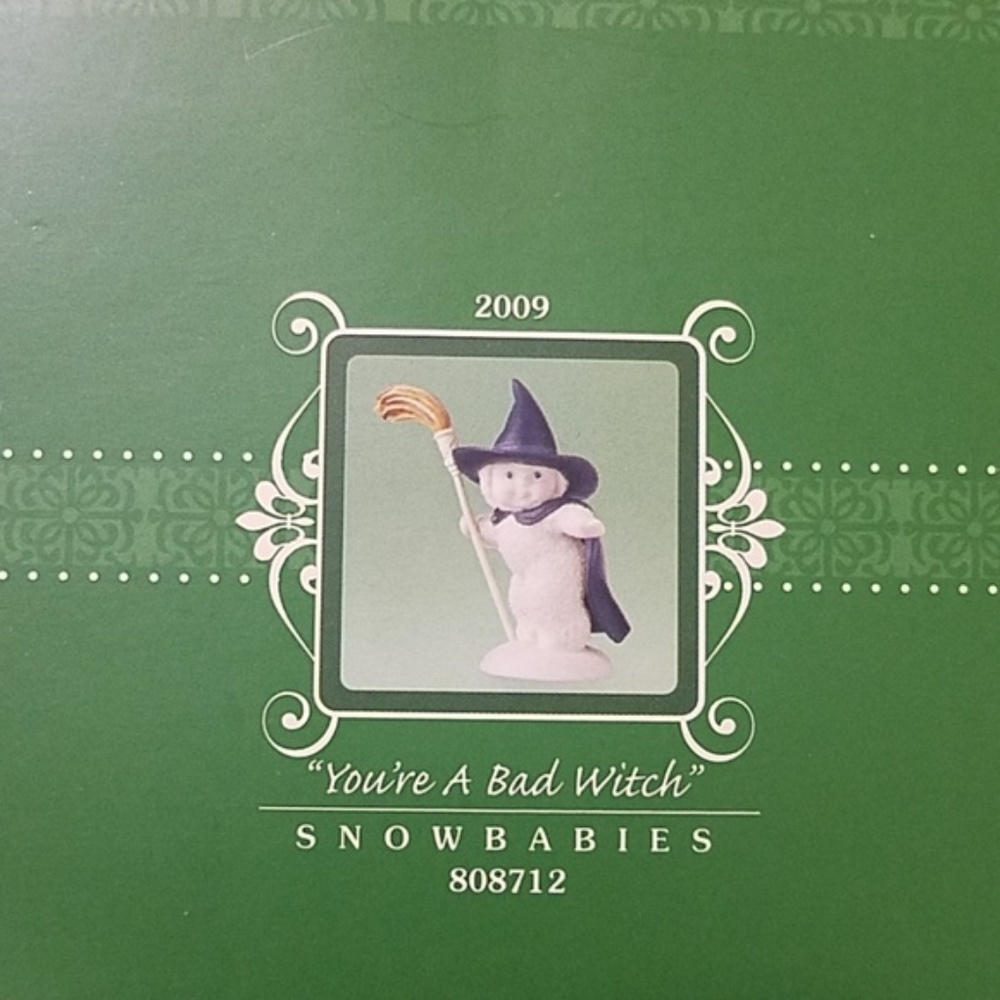 2009
“You’re A Bad Witch”
SNOWBABIES
808712